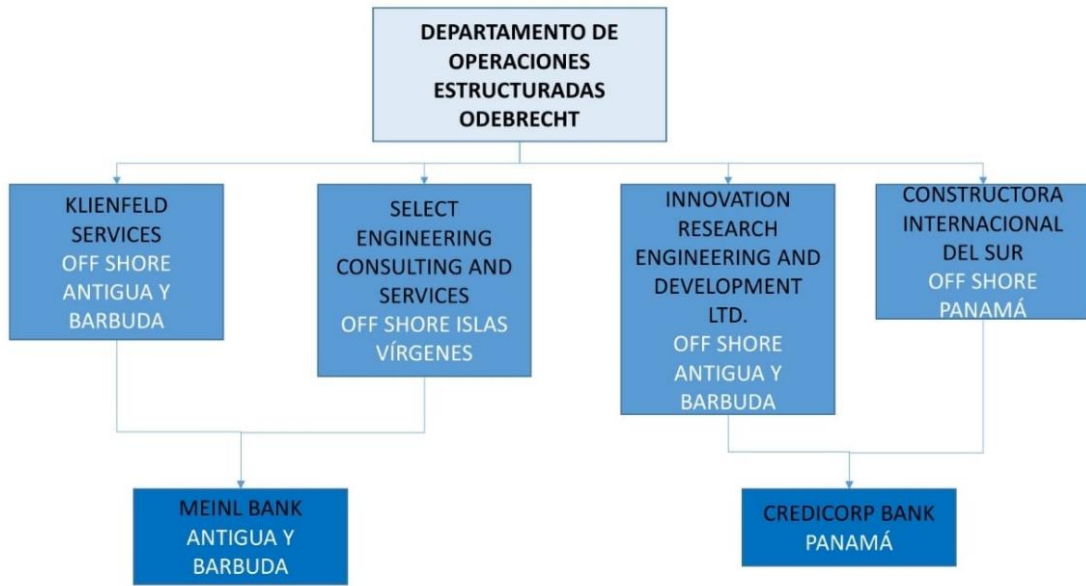 DEPARTAMENTO DE
OPERACIONES
ESTRUCTURADAS
ODEBRECHT
KLIENFELD
SERVICES
OFF SHORE
ANTIGUA Y
BARBUDA
SELECT
ENGINEERING
CONSULTING AND
SERVICES
OFF SHORE ISLAS
VÍRGENES
INNOVATION
RESEARCH
ENGINEERING AND
DEVELOPMENT
LTD.
OFF SHORE
ANTIGUA Y
BARBUDA
CONSTRUCTORA
INTERNACIONAL
DEL SUR
OFF SHORE
PANAMÁ
MEINL BANK
ANTIGUA Y
BARBUDA
CREDICORP BANK
PANAMÁ